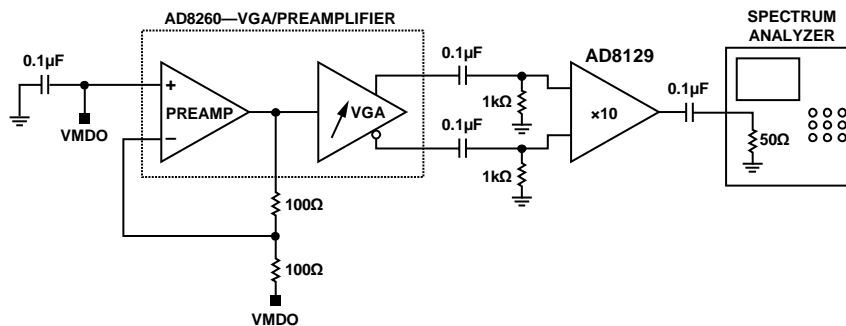 AD8260—VGA/PREAMPLIFIER
SPECTRUM
ANALYZER
0.1µF
0.1µF
AD8129
0.1µF
+
PREAMP
–
VGA
1kΩ
×10
50Ω
VMDO
0.1µF
1kΩ
100Ω
100Ω
VMDO